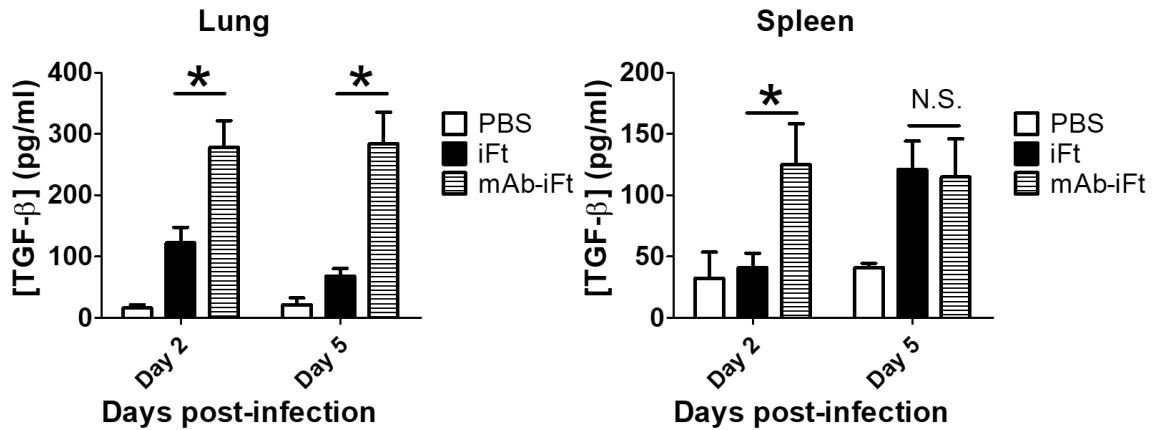 Lung
[TGF-β] (pg/ml)
400
300
200
100
0
*
*
Day 2
Day 5
Days post-infection
PBS
iFt
mAb-iFt
Spleen
[TGF-β] (pg/ml)
200
150
100
50
0
*
N.S.
Day 2
Day 5
Days post-infection
PBS
iFt
mAb-iFt